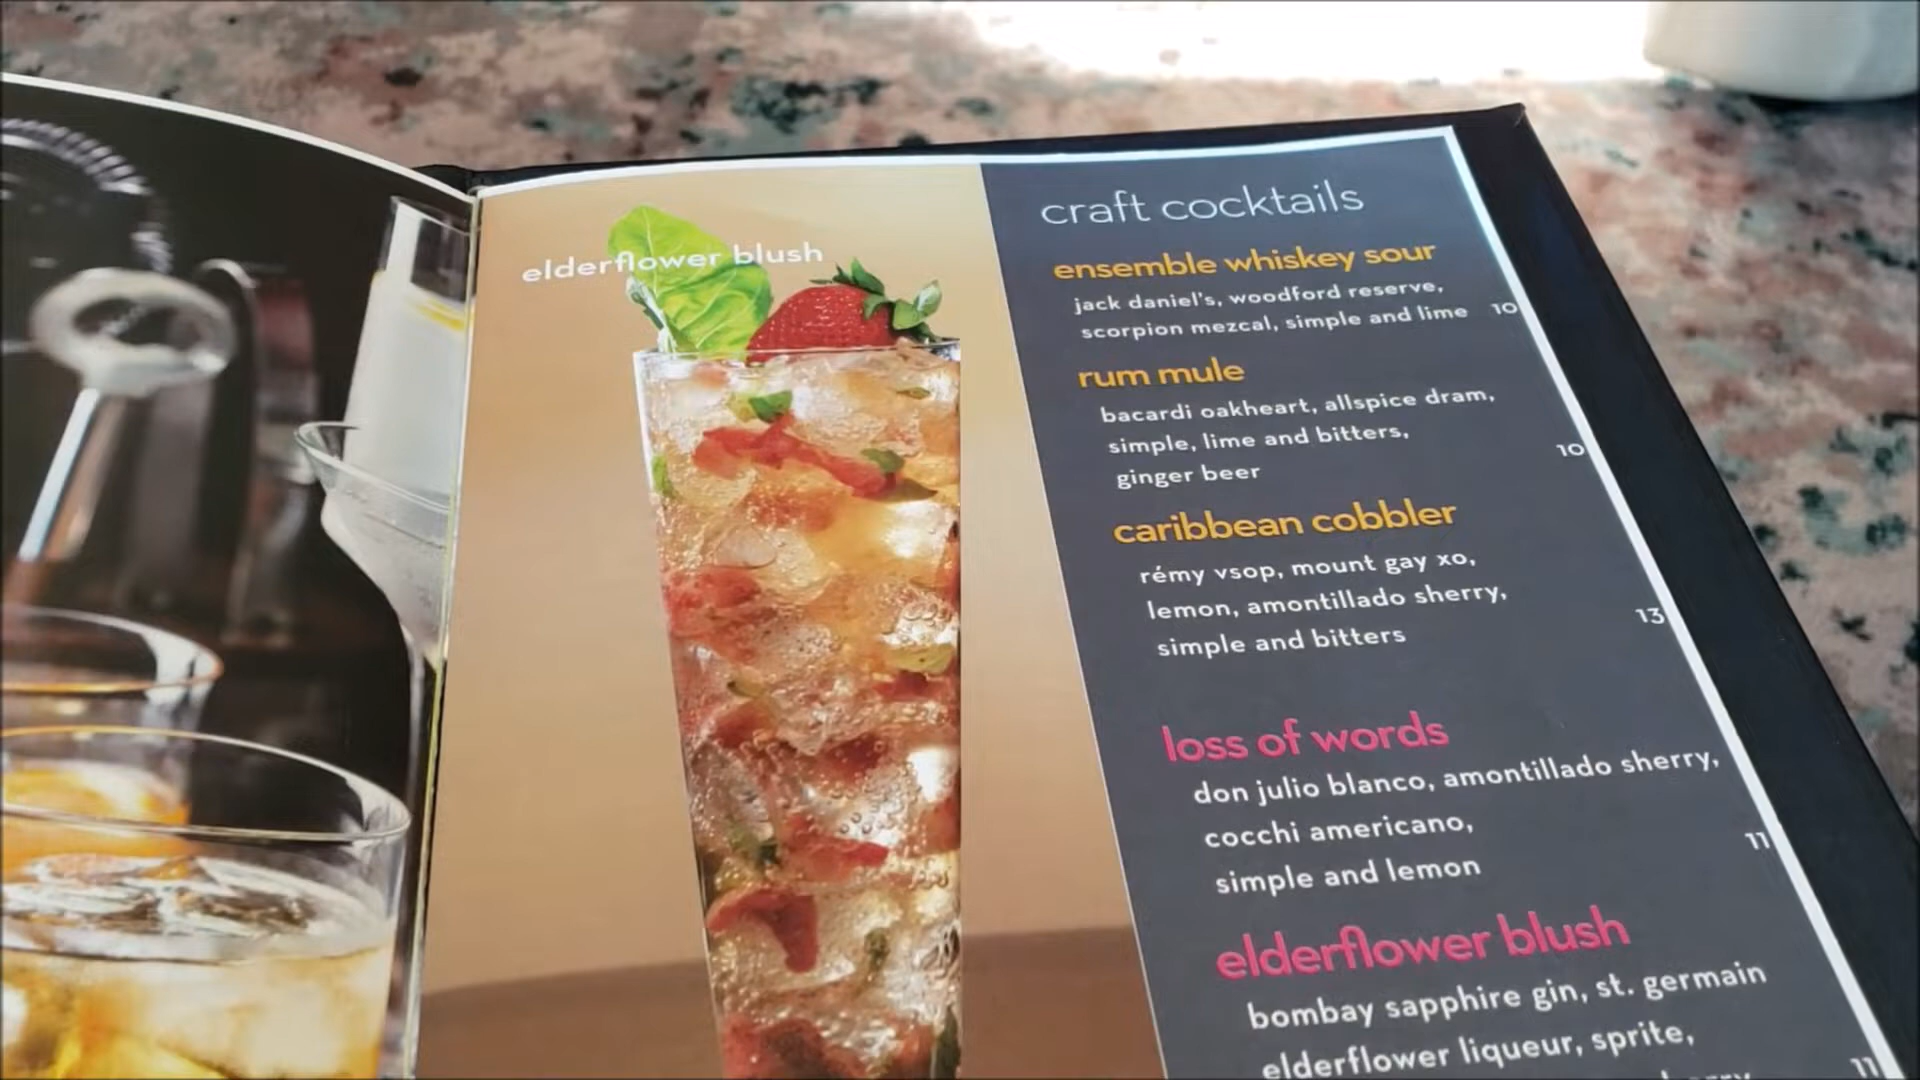 elderflower blush
craft cocktails
ensemble whiskey sour
jack daniel's, woodford reserve,
scorpion mezcal, simple and lime 10
rum mule
bacardi oakheart, allspice dram,
simple, lime and bitters,
ginger beer 10
caribbean cobbler
rémy vsop, mount gay xo,
lemon, amontillado sherry,
simple and bitters 13
loss of words
don julio blanco, amontillado sherry,
cocchi americano,
simple and lemon 11
elderflower blush
bombay sapphire gin, st. germain
elderflower liqueur, sprite,
11